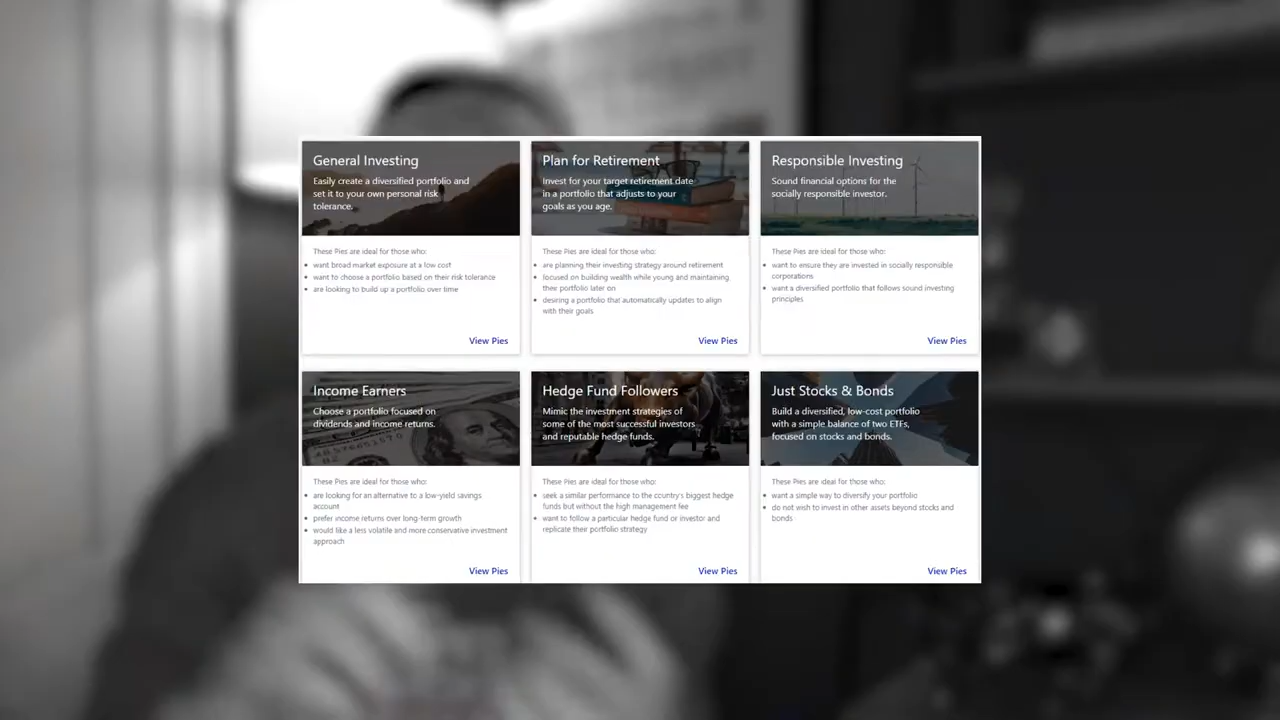 General Investing
Easily create a diversified portfolio and
set it to your own personal risk
tolerance.
These Pies are ideal for those who:
want broad market exposure at a low cost
want to choose a portfolio based on their risk tolerance
are looking to build up a portfolio over time
View Pies
Plan for Retirement
Invest for your target retirement date
in a portfolio that adjusts to your
goals as you age.
These Pies are ideal for those who:
are planning their investing strategy around retirement
focused on building wealth while young and maintaining
their portfolio later on
desiring a portfolio that automatically updates to align
with their goals
View Pies
Responsible Investing
Sound financial options for the
socially responsible investor.
These Pies are ideal for those who:
want to ensure they are invested in socially responsible
corporations
want a diversified portfolio that follows sound investing
principles
View Pies
Income Earners
Choose a portfolio focused on
dividends and income returns.
These Pies are ideal for those who:
are looking for an alternative to a low-yield savings
account
prefer income returns over long-term growth
would like a less volatile and more conservative investment
approach
View Pies
Hedge Fund Followers
Mimic the investment strategies of
some of the most successful investors
and reputable hedge funds.
These Pies are ideal for those who:
seek a similar performance to the country's biggest hedge
funds but without the high management fee
want to follow a particular hedge fund or investor and
replicate their portfolio strategy
View Pies
Just Stocks & Bonds
Build a diversified, low-cost portfolio
with a simple balance of two ETFs,
focused on stocks and bonds.
These Pies are ideal for those who:
want a simple way to diversify your portfolio
do not wish to invest in other assets beyond stocks and
bonds
View Pies